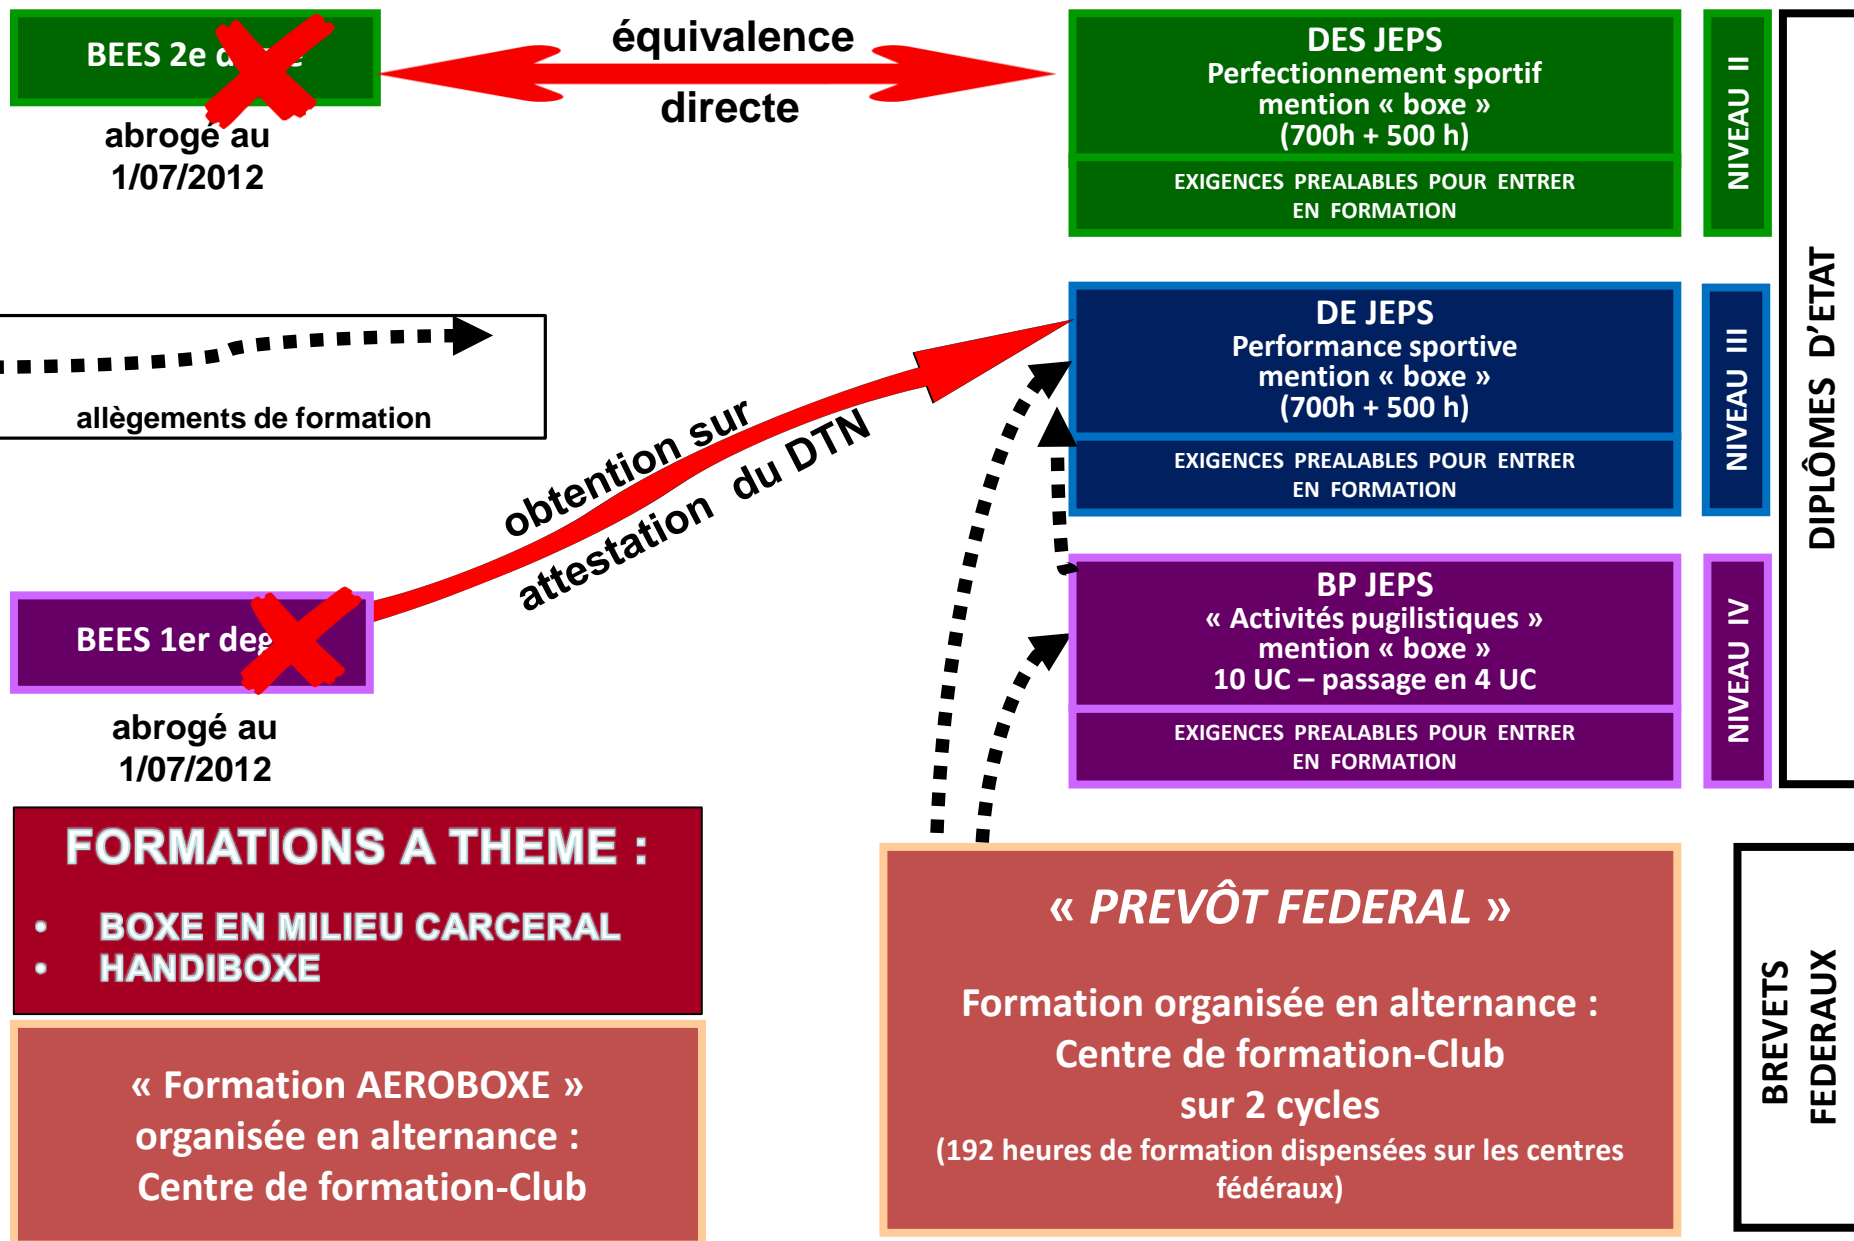 BEES 2e
abrogé au
1/07/2012
équivalence
directe
DES JEPS
Perfectionnement sportif
mention « boxe »
(700h + 500 h)
EXIGENCES PREALABLES POUR ENTRER
EN FORMATION
NIVEAU II
allègements de formation
obtention sur
attestation du DTN
DE JEPS
Performance sportive
mention « boxe »
(700h + 500 h)
EXIGENCES PREALABLES POUR ENTRER
EN FORMATION
NIVEAU III
DIPLÔMES D'ETAT
BEES 1er deg
abrogé au
1/07/2012
BP JEPS
« Activités pugilistiques »
mention « boxe »
10 UC – passage en 4 UC
EXIGENCES PREALABLES POUR ENTRER
EN FORMATION
NIVEAU IV
FORMATIONS A THEME :
• BOXE EN MILIEU CARCERAL
• HANDIBOXE
« Formation AEROBOXE »
organisée en alternance :
Centre de formation-Club
« PREVÔT FEDERAL »
Formation organisée en alternance :
Centre de formation-Club
sur 2 cycles
(192 heures de formation dispensées sur les centres
fédéraux)
BREVETS
FEDERAUX